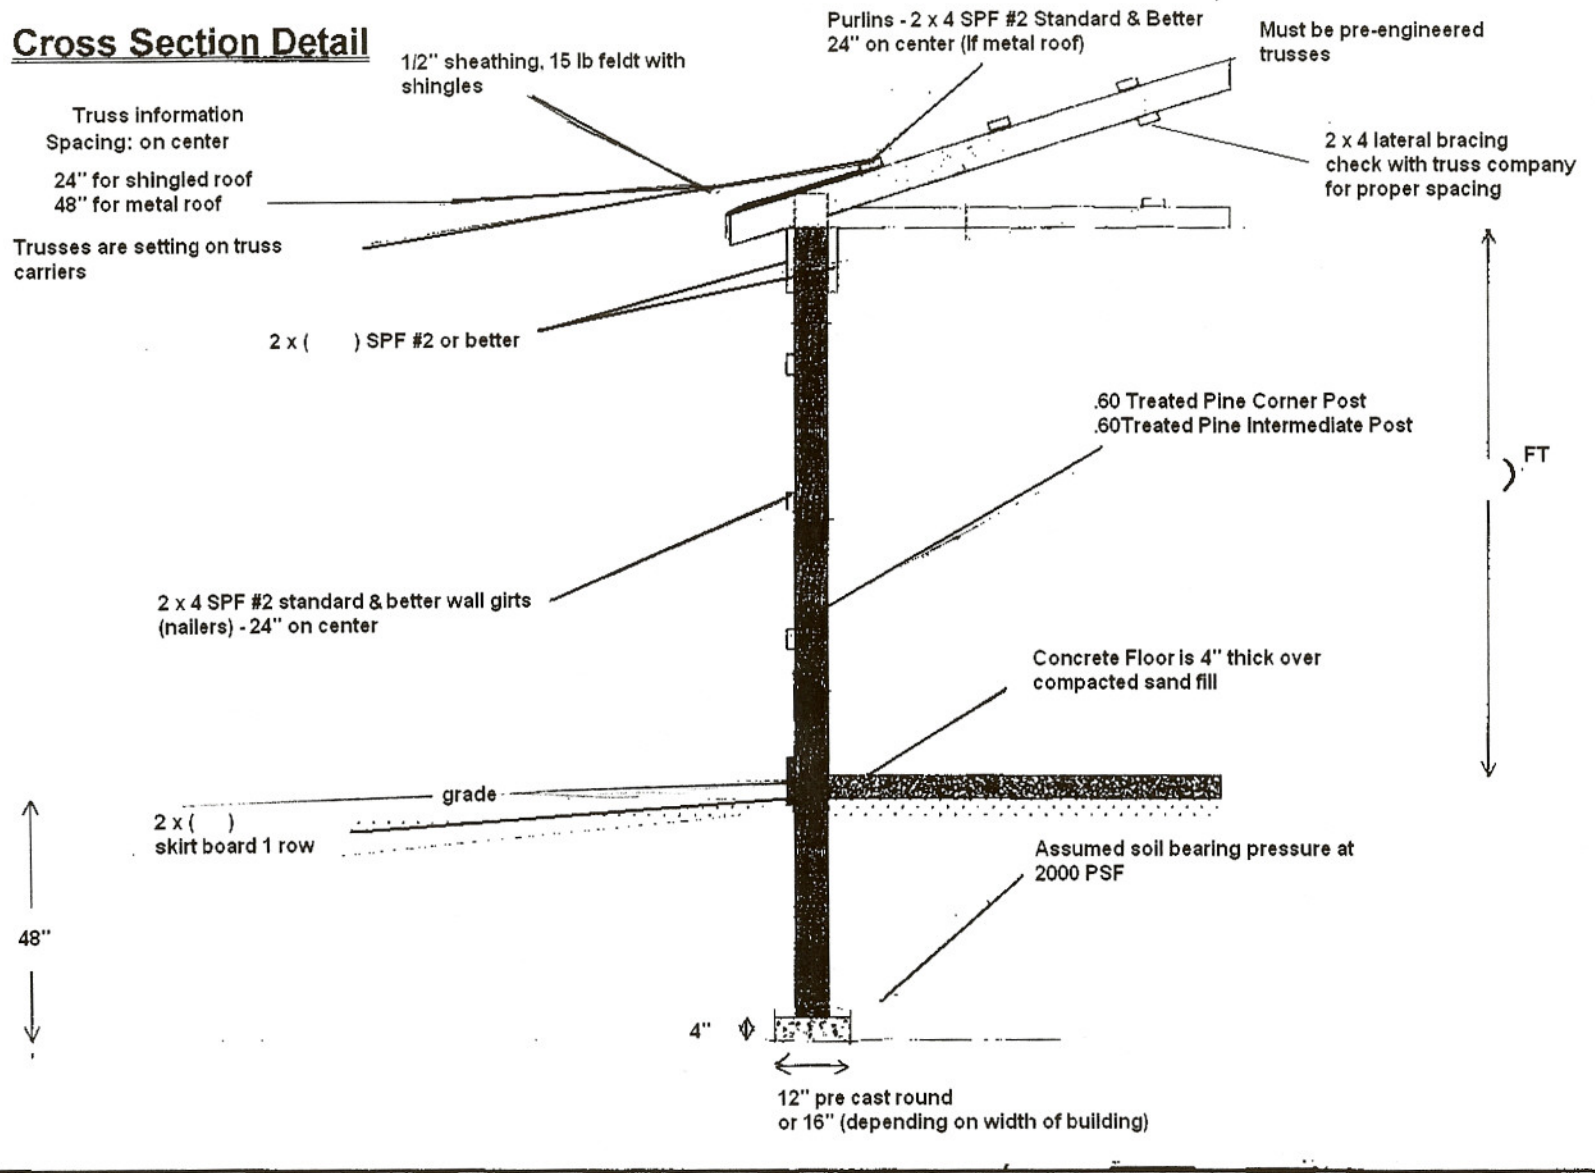 Cross Section Detail
Truss information
Spacing: on center
24" for shingled roof
48" for metal roof
Trusses are setting on truss
carriers
1/2" sheathing, 15 lb feldt with
shingles
Purlins - 2 x 4 SPF #2 Standard & Better
24" on center (If metal roof)
Must be pre-engineered
trusses
2 x 4 lateral bracing
check with truss company
for proper spacing
2 x (    ) SPF #2 or better
.60 Treated Pine Corner Post
.60Treated Pine Intermediate Post
) FT
2 x 4 SPF #2 standard & better wall girts
(nailers) - 24" on center
Concrete Floor is 4" thick over
compacted sand fill
grade
2 x (    )
skirt board 1 row
Assumed soil bearing pressure at
2000 PSF
48"
4"
12" pre cast round
or 16" (depending on width of building)